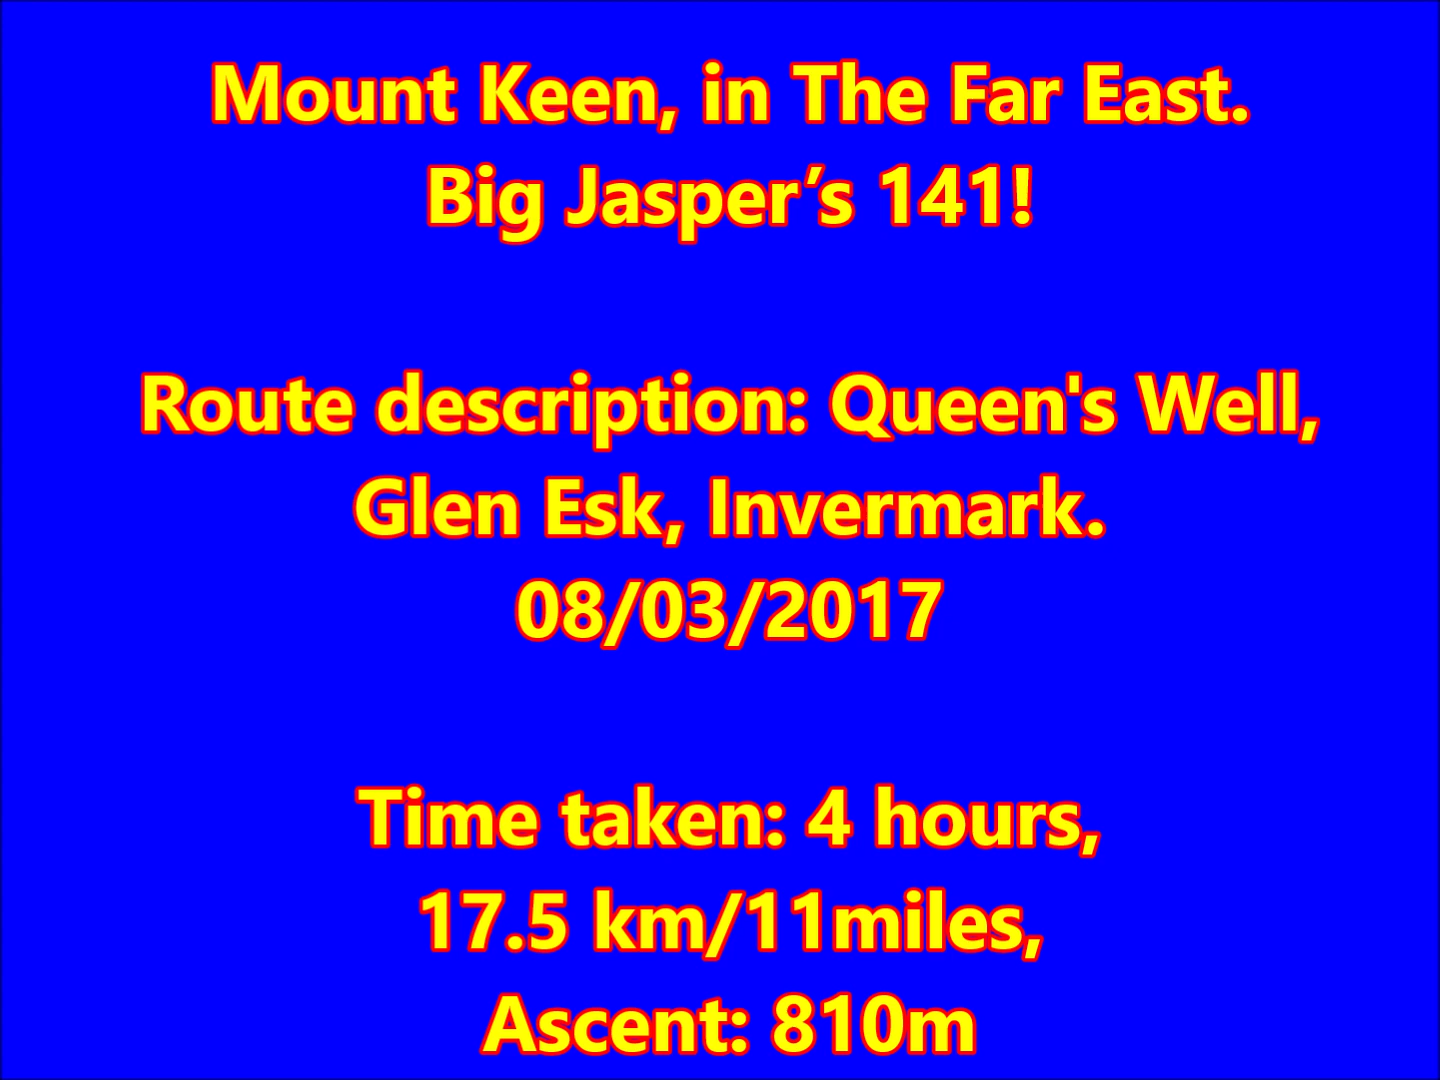 Mount Keen, in The Far East.
Big Jasper’s 141!
Route description: Queen's Well,
Glen Esk, Invermark.
08/03/2017
Time taken: 4 hours,
17.5 km/11miles,
Ascent: 810m